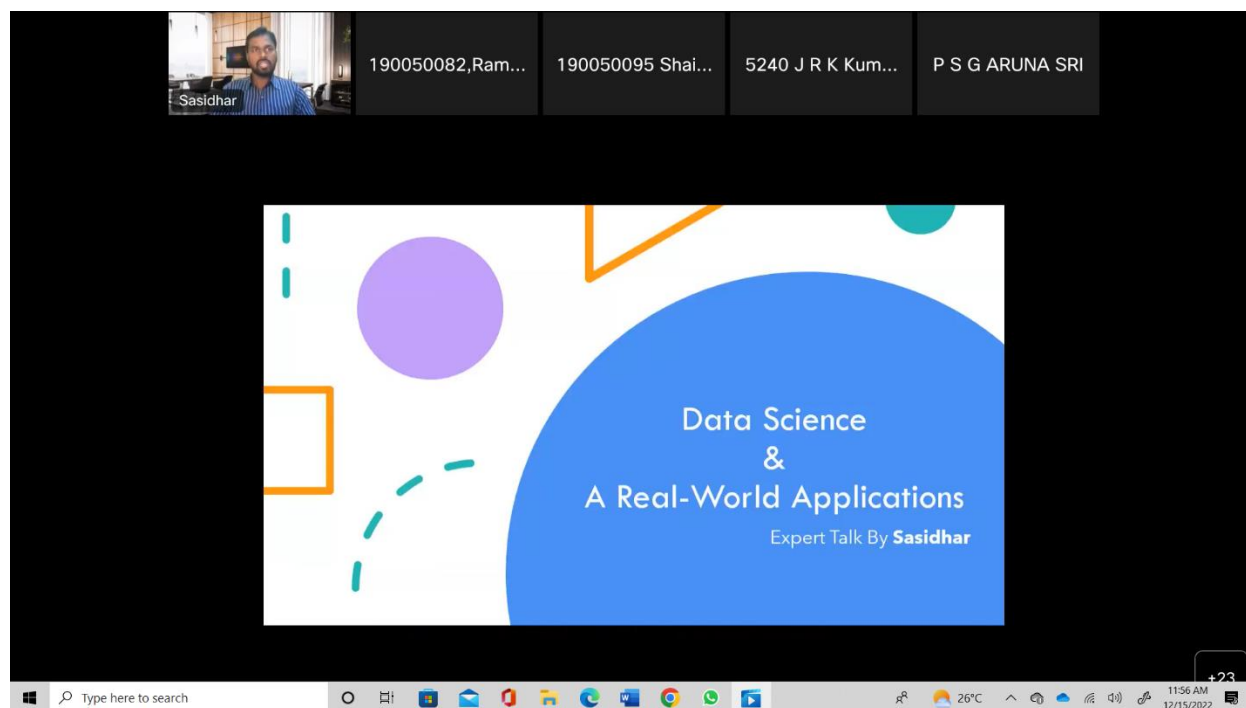 Sasidhar
190050082,Ram...
190050095 Shai...
5240 J R K Kum...
P S G ARUNA SRI
Data Science
&
A Real-World Applications
Expert Talk By Sasidhar
+23
Type here to search
26°C
11:56 AM
12/15/2022